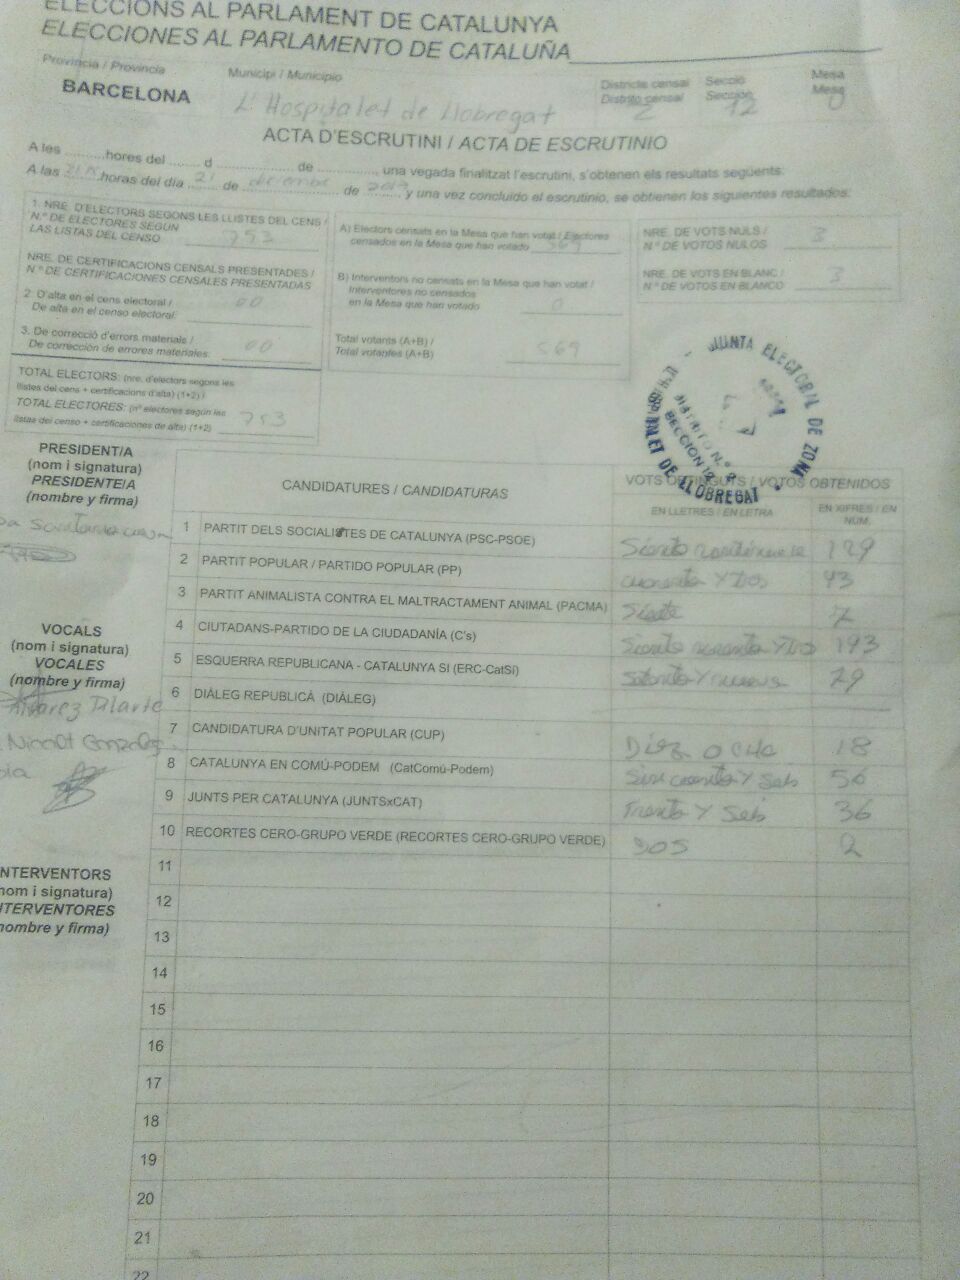 ELECCIONS AL PARLAMENT DE CATALUNYA
ELECCIONES AL PARLAMENTO DE CATALUÑA
Província / Provincia
BARCELONA
Municipi / Municipio
L'Hospitalet de Llobregat
Districte censal
Distrito censal
2
Secció
Sección
12
Mesa
Mesa
U
ACTA D'ESCRUTINI / ACTA DE ESCRUTINIO
A les ..........hores del ........ d .................... de ..............., una vegada finalitzat l'escrutini, s'obtenen els resultats següents:
A las ........horas del día 21 de diciembre de 2017, y una vez concluido el escrutinio, se obtienen los siguientes resultados:
1. NRE. D'ELECTORS SEGONS LES LLISTES DEL CENS /
N.º DE ELECTORES SEGÚN
LAS LISTAS DEL CENSO 753
NRE. DE CERTIFICACIONS CENSALS PRESENTADES /
N.º DE CERTIFICACIONES CENSALES PRESENTADAS
2. D'alta en el cens electoral /
De alta en el censo electoral: 00
3. De correcció d'errors materials /
De corrección de errores materiales: 00
TOTAL ELECTORS: (nre. d'electors segons les
llistes del cens + certificacions d'alta) (1+2) /
TOTAL ELECTORES: (nº electores según las
listas del censo + certificaciones de alta) (1+2) 753
A) Electors censats en la Mesa que han votat / Electores
censados en la Mesa que han votado 569
B) Interventors no censats en la Mesa que han votat /
Interventores no censados
en la Mesa que han votado 0
Total votants (A+B) /
Total votantes (A+B) 569
NRE. DE VOTS NULS /
N.º DE VOTOS NULOS 3
NRE. DE VOTS EN BLANC /
N.º DE VOTOS EN BLANCO 3
JUNTA ELECTORAL DE ZONA
DISTRITO N.º 2
SECCION 12
DE LLOBREGAT
PRESIDENT/A
(nom i signatura)
PRESIDENTE/A
(nombre y firma)
VOCALS
(nom i signatura)
VOCALES
(nombre y firma)
Alvarez
Nicolt Gonzalez
INTERVENTORS
(nom i signatura)
INTERVENTORES
(nombre y firma)
CANDIDATURES / CANDIDATURAS
VOTS OBTINGUTS / VOTOS OBTENIDOS
EN LLETRES / EN LETRA
EN XIFRES / EN NÚM.
1 PARTIT DELS SOCIALISTES DE CATALUNYA (PSC-PSOE) Siento 129
2 PARTIT POPULAR / PARTIDO POPULAR (PP) cuarenta y tres 43
3 PARTIT ANIMALISTA CONTRA EL MALTRACTAMENT ANIMAL (PACMA) Siete 7
4 CIUTADANS-PARTIDO DE LA CIUDADANÍA (C's) Siento noventa y tres 193
5 ESQUERRA REPUBLICANA - CATALUNYA SÍ (ERC-CatSí) setenta y nueve 79
6 DIÀLEG REPUBLICÀ (DIÀLEG)
7 CANDIDATURA D'UNITAT POPULAR (CUP) Diez ocho 18
8 CATALUNYA EN COMÚ-PODEM (CatComú-Podem) Sincuenta y seis 56
9 JUNTS PER CATALUNYA (JUNTSxCAT) Trenta y seis 36
10 RECORTES CERO-GRUPO VERDE (RECORTES CERO-GRUPO VERDE) DOS 2
11
12
13
14
15
16
17
18
19
20
21
22